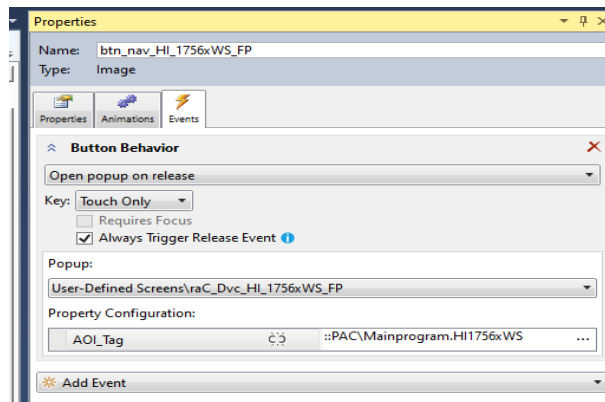 Properties
Name: btn_nav_HI_1756xWS_FP
Type: Image
Properties Animations Events
Button Behavior
Open popup on release
Key: Touch Only
Requires Focus
Always Trigger Release Event
Popup:
User-Defined Screens\raC_Dvc_HI_1756xWS_FP
Property Configuration:
AOI_Tag ::PAC\Mainprogram.HI1756xWS ...
Add Event